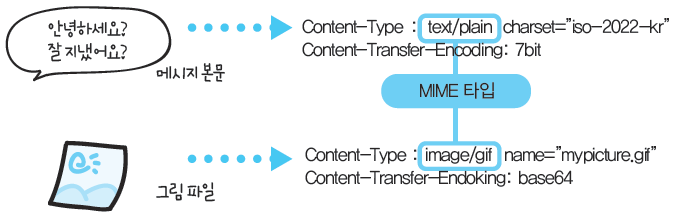 안녕하세요?
잘 지냈어요?
메시지 본문
Content-Type : text/plain charset="iso-2022-kr"
Content-Transfer-Encoding: 7bit
MIME 타입
그림 파일
Content-Type : image/gif name="mypicture.gif"
Content-Transfer-Endoking: base64